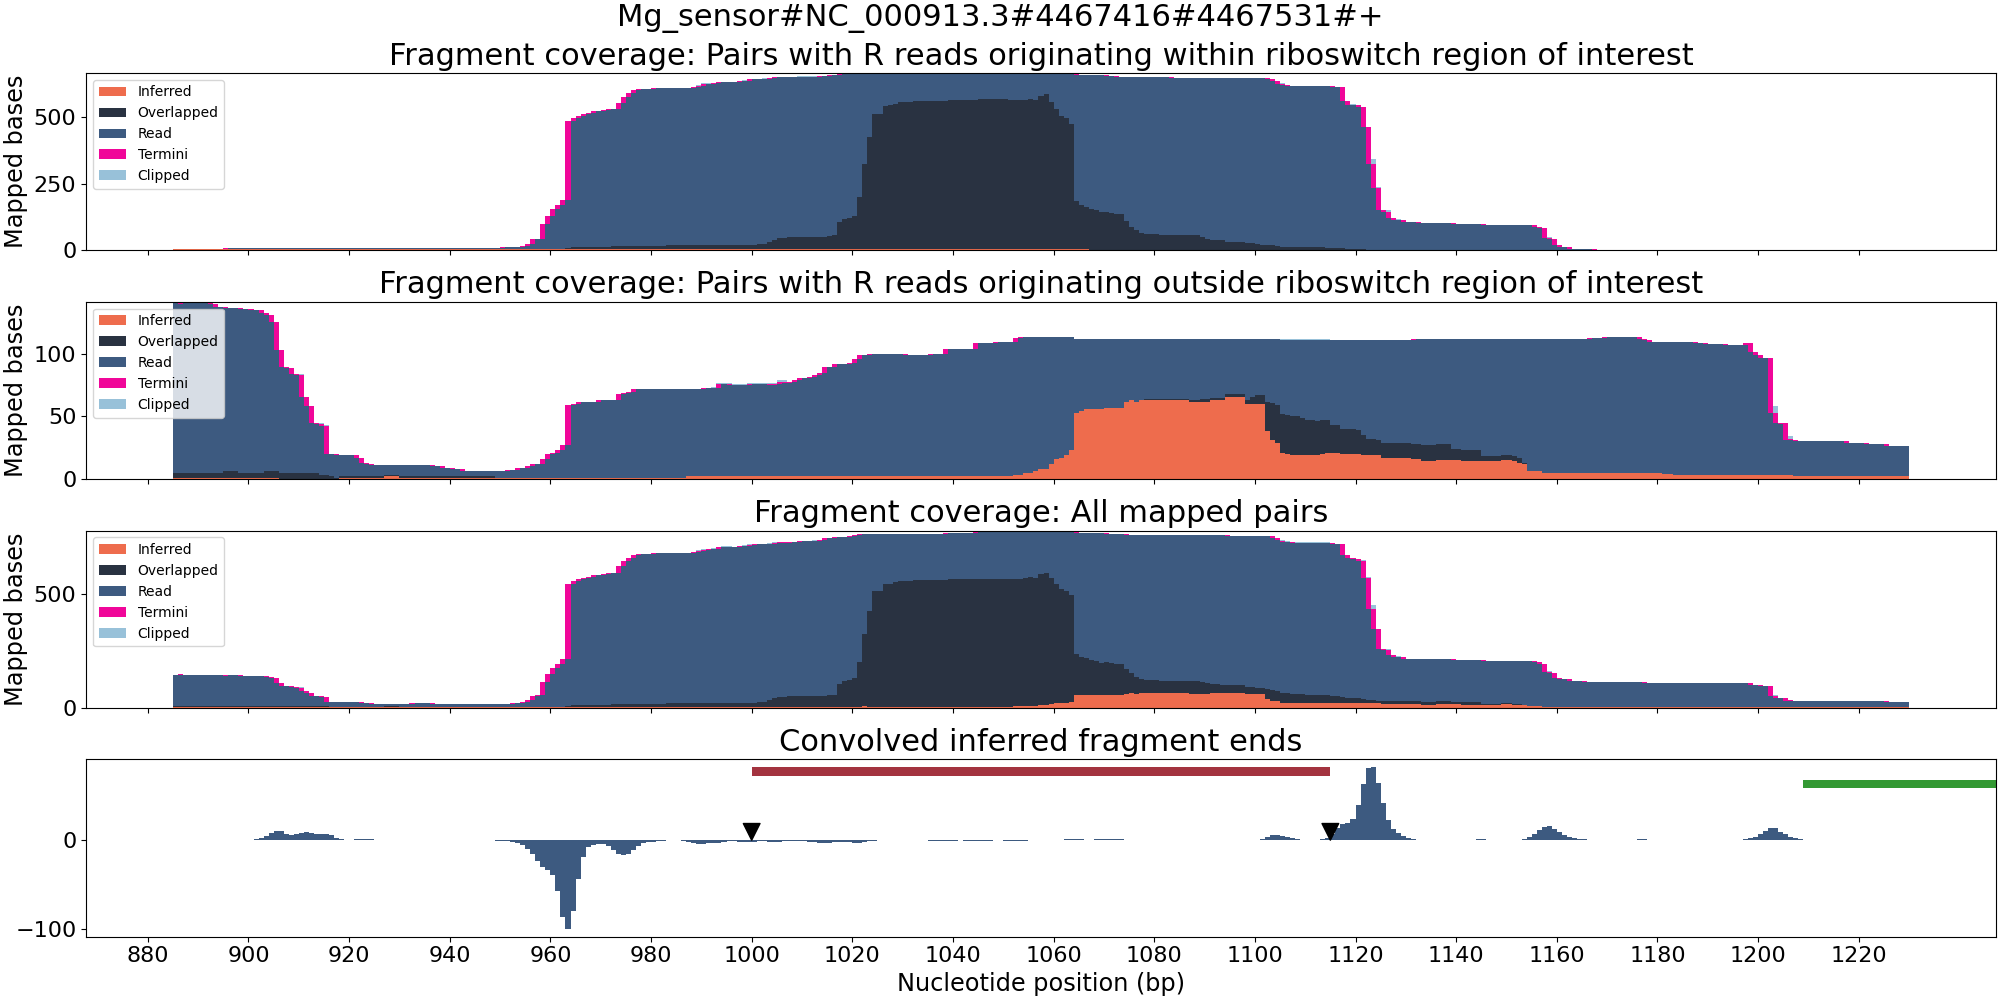 Mg_sensor#NC_000913.3#4467416#4467531#+
Fragment coverage: Pairs with R reads originating within riboswitch region of interest
Mapped bases
500
250
0
Inferred
Overlapped
Read
Termini
Clipped
Fragment coverage: Pairs with R reads originating outside riboswitch region of interest
Mapped bases
100
50
0
Inferred
Overlapped
Read
Termini
Clipped
Fragment coverage: All mapped pairs
Mapped bases
500
0
Inferred
Overlapped
Read
Termini
Clipped
Convolved inferred fragment ends
0
−100
880 900 920 940 960 980 1000 1020 1040 1060 1080 1100 1120 1140 1160 1180 1200 1220
Nucleotide position (bp)